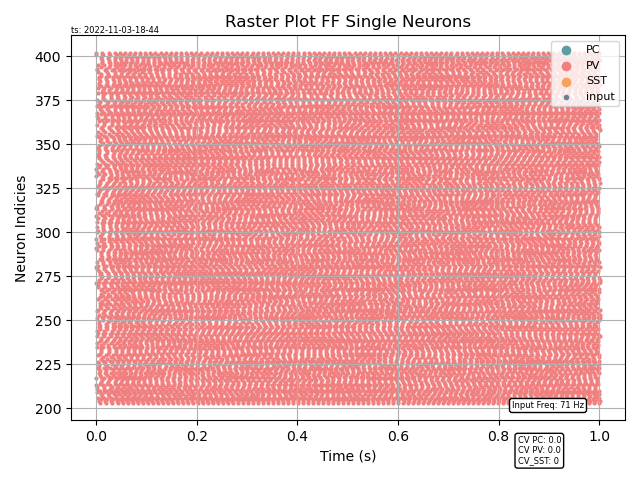 Raster Plot FF Single Neurons
ts: 2022-11-03-18-44
PC
PV
SST
input
400
375
350
325
300
275
250
225
200
Neuron Indicies
Input Freq: 71 Hz
0.0 0.2 0.4 0.6 0.8 1.0
Time (s)
CV PC: 0.0
CV PV: 0.0
CV_SST: 0